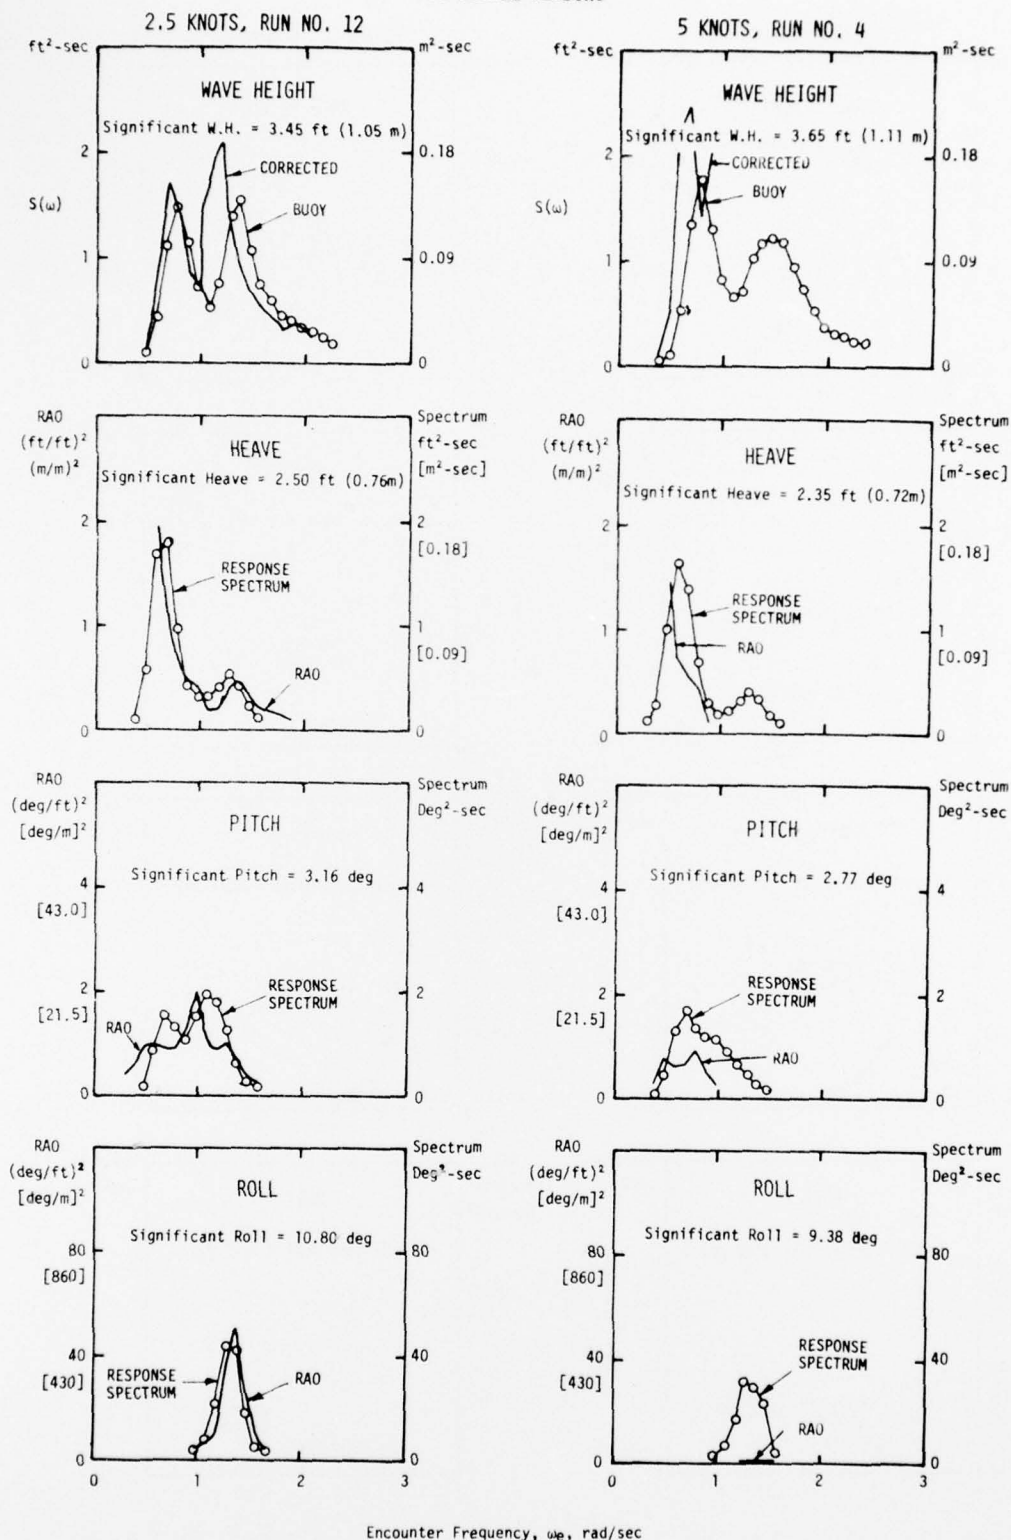 2.5 KNOTS, RUN NO. 12
ft²-sec
m²-sec
WAVE HEIGHT
Significant W.H. = 3.45 ft (1.05 m)
2
0.18
CORRECTED
S(ω)
BUOY
1
0.09
0
0
5 KNOTS, RUN NO. 4
ft²-sec
m²-sec
WAVE HEIGHT
Significant W.H. = 3.65 ft (1.11 m)
2
0.18
CORRECTED
BUOY
S(ω)
1
0.09
0
0
RAO
(ft/ft)²
(m/m)²
Spectrum
ft²-sec
[m²-sec]
HEAVE
Significant Heave = 2.50 ft (0.76m)
2
2
[0.18]
RESPONSE
SPECTRUM
1
1
[0.09]
RAO
0
0
RAO
(ft/ft)²
(m/m)²
Spectrum
ft²-sec
[m²-sec]
HEAVE
Significant Heave = 2.35 ft (0.72m)
2
2
[0.18]
RESPONSE
SPECTRUM
1
1
RAO
[0.09]
0
0
RAO
(deg/ft)²
[deg/m]²
Spectrum
Deg²-sec
PITCH
Significant Pitch = 3.16 deg
4
4
[43.0]
RESPONSE
SPECTRUM
2
2
[21.5]
RAO
0
0
RAO
(deg/ft)²
[deg/m]²
Spectrum
Deg²-sec
PITCH
Significant Pitch = 2.77 deg
4
4
[43.0]
RESPONSE
SPECTRUM
2
2
[21.5]
RAO
0
0
RAO
(deg/ft)²
[deg/m]²
Spectrum
Deg²-sec
ROLL
Significant Roll = 10.80 deg
80
80
[860]
40
40
[430]
RESPONSE
SPECTRUM
RAO
0
0
0
1
2
3
RAO
(deg/ft)²
[deg/m]²
Spectrum
Deg²-sec
ROLL
Significant Roll = 9.38 deg
80
80
[860]
RESPONSE
SPECTRUM
40
40
[430]
RAO
0
0
0
1
2
3
Encounter Frequency, ωe, rad/sec